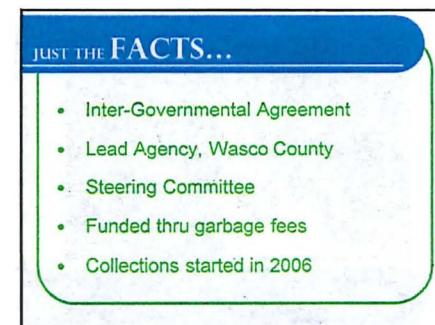 JUST THE FACTS...
• Inter-Governmental Agreement
• Lead Agency, Wasco County
• Steering Committee
• Funded thru garbage fees
• Collections started in 2006